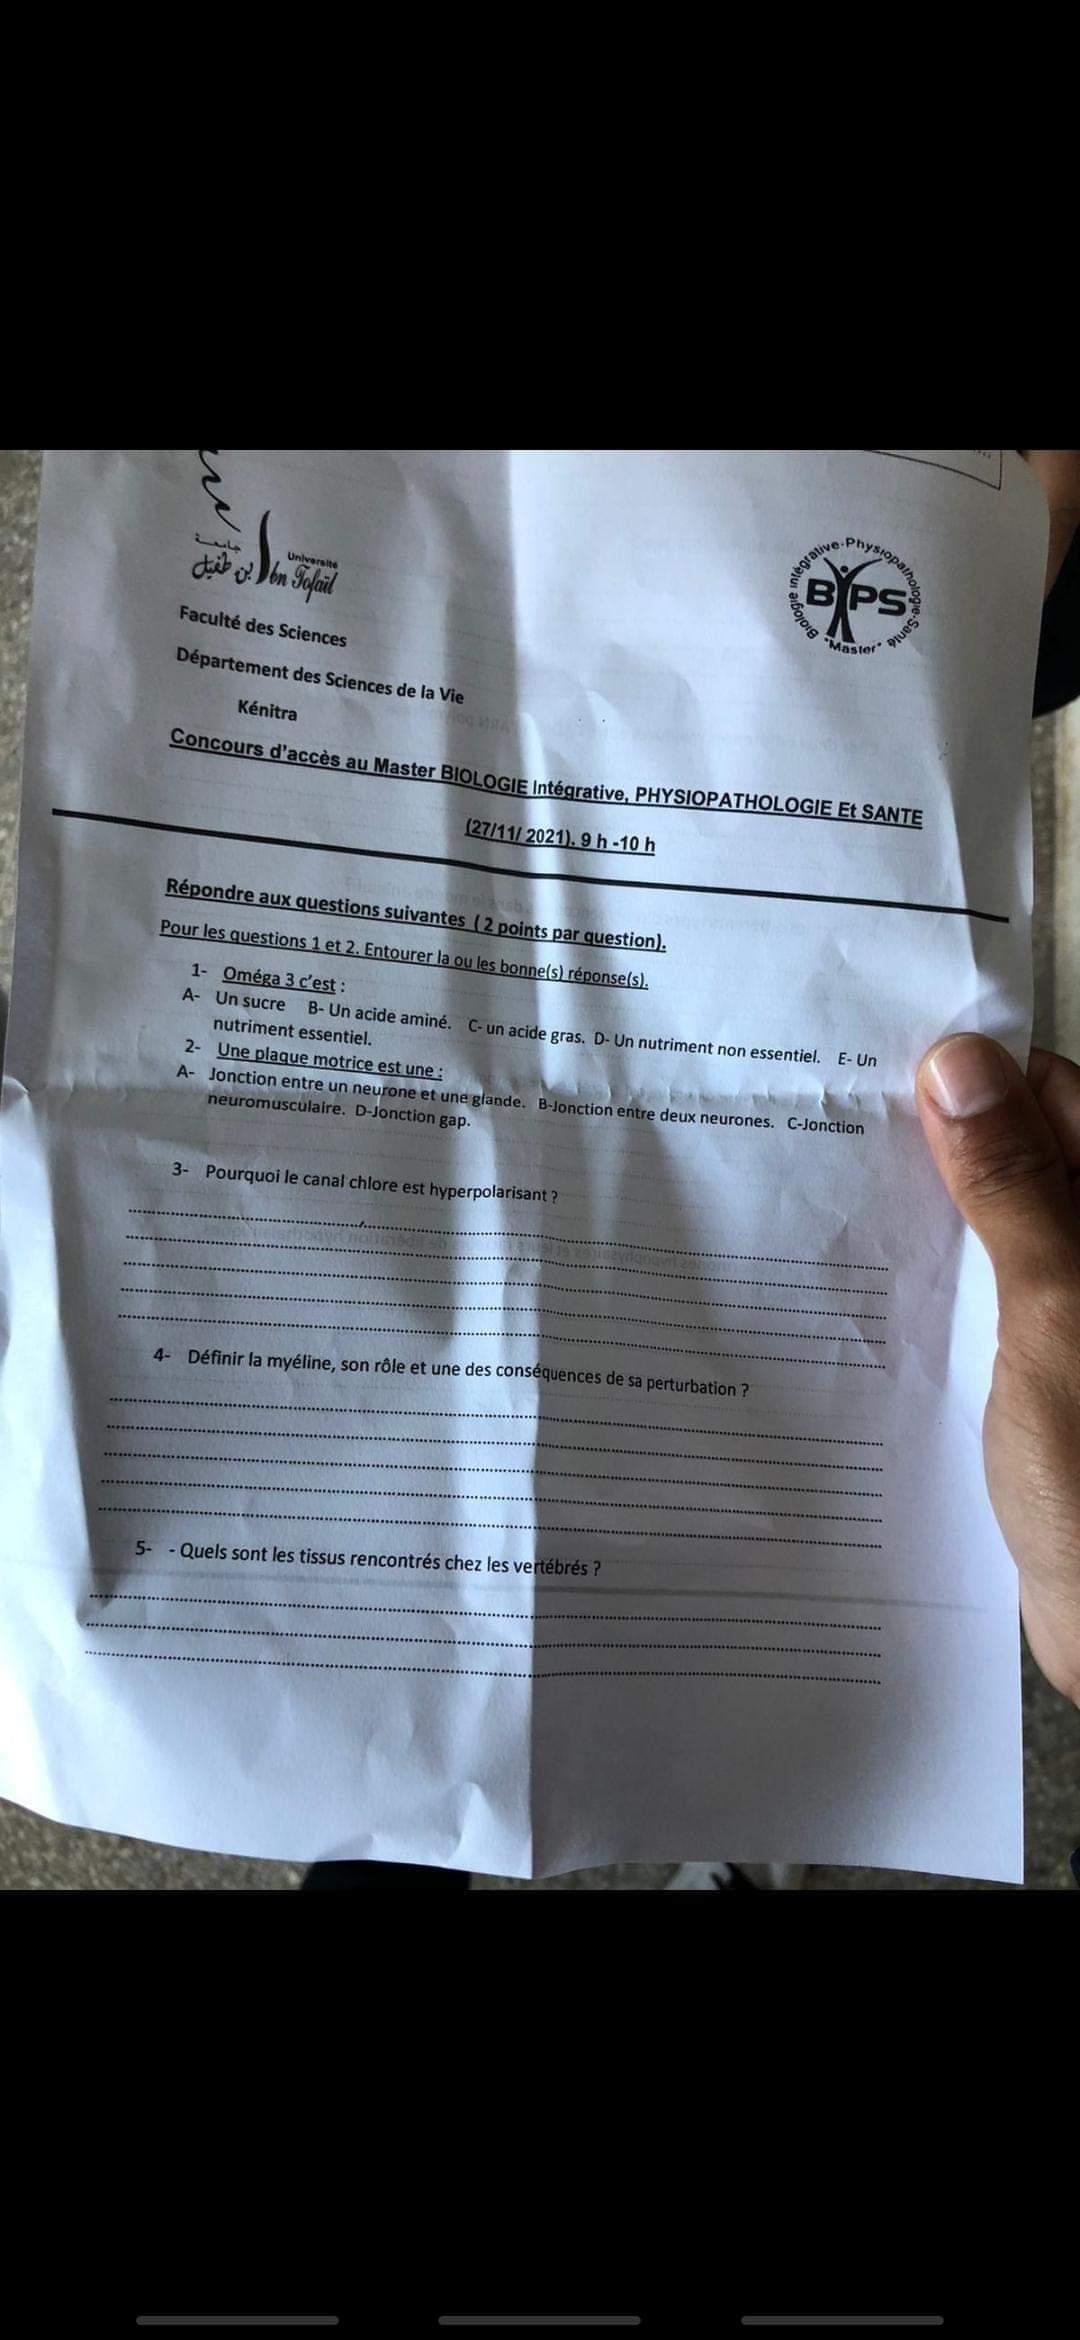 جامعة
ابن طفيل
Université
Ibn Tofaïl
Biologie Intégrative-Physiopathologie-Santé
BIPS
"Master"
Faculté des Sciences
Département des Sciences de la Vie
Kénitra
Concours d'accès au Master BIOLOGIE Intégrative, PHYSIOPATHOLOGIE Et SANTE
(27/11/ 2021). 9 h -10 h
Répondre aux questions suivantes ( 2 points par question).
Pour les questions 1 et 2. Entourer la ou les bonne(s) réponse(s).
1- Oméga 3 c'est :
A- Un sucre B- Un acide aminé. C- un acide gras. D- Un nutriment non essentiel. E- Un
nutriment essentiel.
2- Une plaque motrice est une :
A- Jonction entre un neurone et une glande. B-Jonction entre deux neurones. C-Jonction
neuromusculaire. D-Jonction gap.
3- Pourquoi le canal chlore est hyperpolarisant ?
4- Définir la myéline, son rôle et une des conséquences de sa perturbation ?
5- - Quels sont les tissus rencontrés chez les vertébrés ?